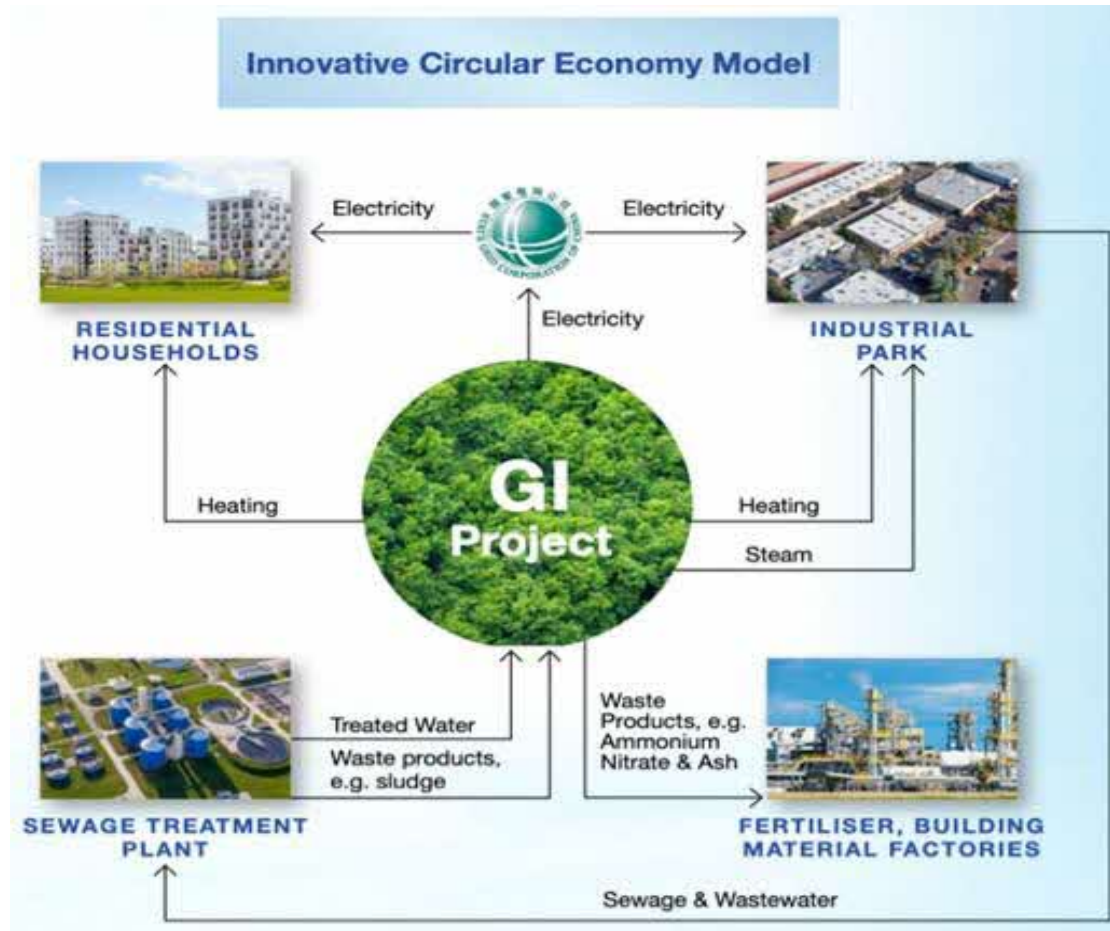 Innovative Circular Economy Model
Electricity
Electricity
RESIDENTIAL
HOUSEHOLDS
Electricity
INDUSTRIAL
PARK
GI
Project
Heating
Heating
Steam
Treated Water
Waste products,
e.g. sludge
Waste
Products, e.g.
Ammonium
Nitrate & Ash
SEWAGE TREATMENT
PLANT
FERTILISER, BUILDING
MATERIAL FACTORIES
Sewage & Wastewater